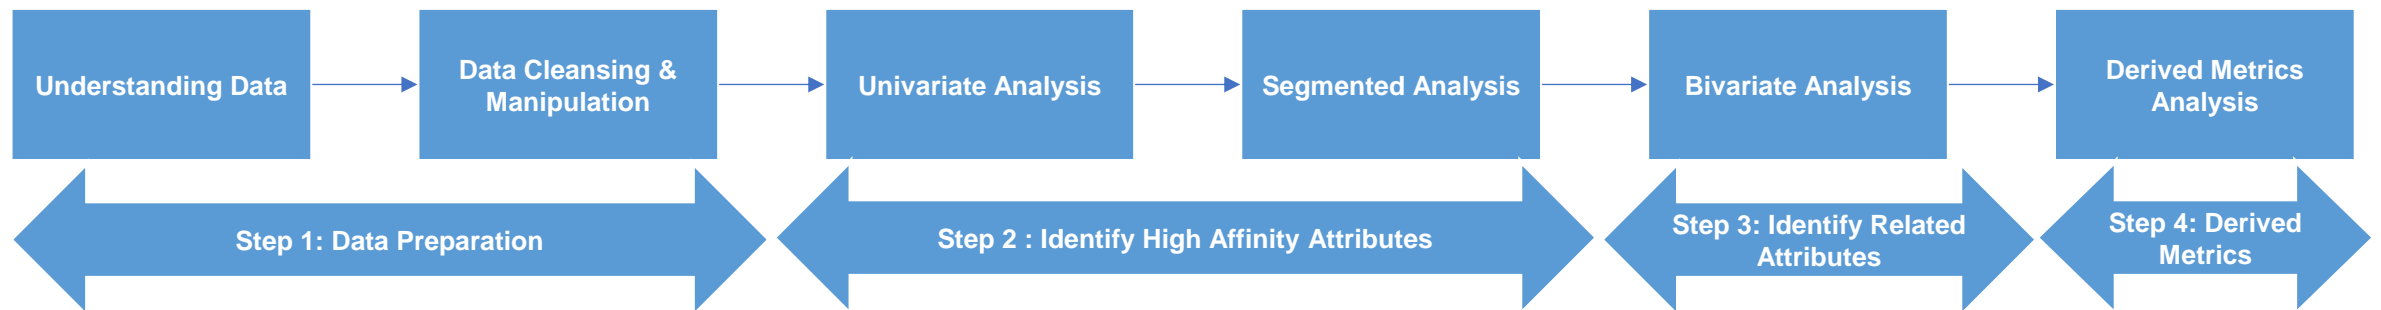 Understanding Data
Data Cleansing &
Manipulation
Univariate Analysis
Segmented Analysis
Bivariate Analysis
Derived Metrics
Analysis
Step 1: Data Preparation
Step 2 : Identify High Affinity Attributes
Step 3: Identify Related
Attributes
Step 4: Derived
Metrics